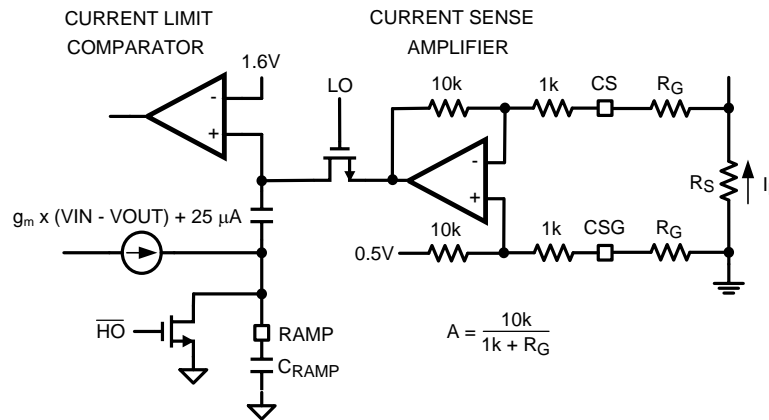 CURRENT LIMIT
COMPARATOR
CURRENT SENSE
AMPLIFIER
1.6V
LO
10k
1k
CS
R_G
-
+
-
+
R_S
I
g_m x (VIN - VOUT) + 25 µA
0.5V
10k
1k
CSG
R_G
HO
RAMP
C_RAMP
A = 10k / (1k + R_G)